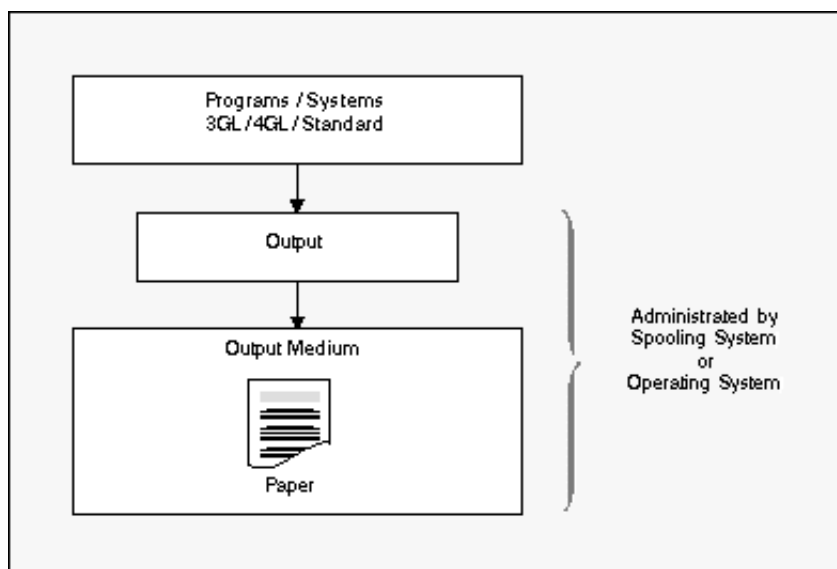 Programs / Systems
3GL/4GL/Standard
Output
Output Medium
Paper
Administrated by
Spooling System
or
Operating System